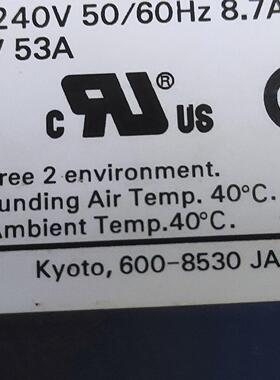 240V 50/60Hz 8.7A
53A
c UR ® US
ree 2 environment.
unding Air Temp. 40°C.
Ambient Temp.40°C.
Kyoto, 600-8530 JA